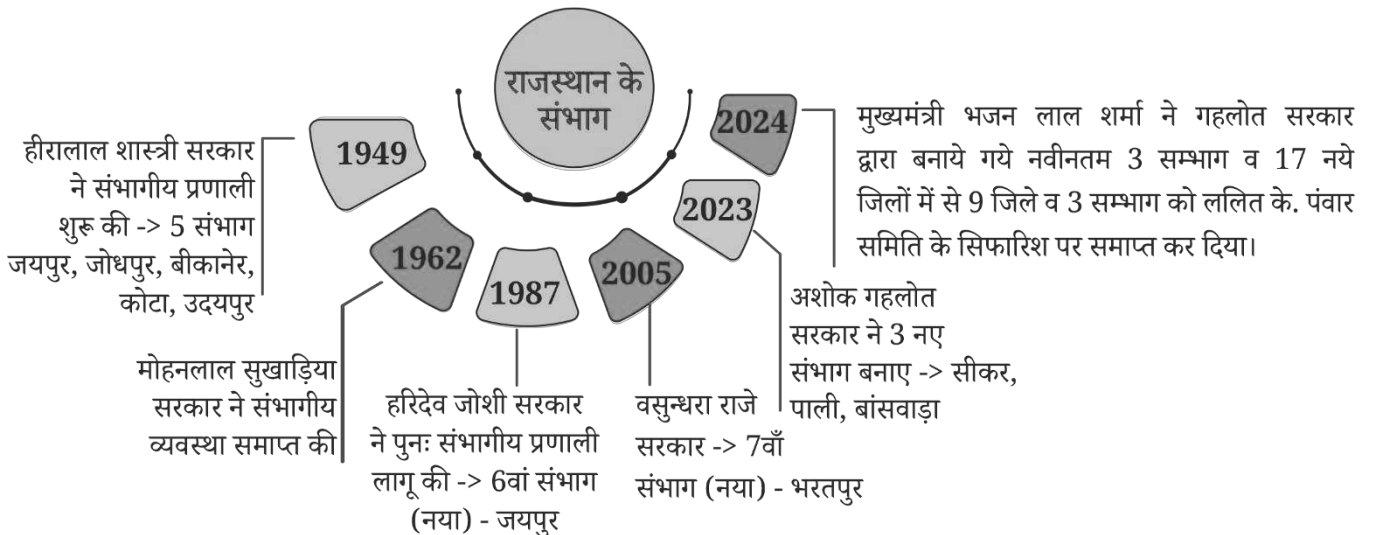 राजस्थान के
संभाग
1949
हीरालाल शास्त्री सरकार
ने संभागीय प्रणाली
शुरू की -> 5 संभाग
जयपुर, जोधपुर, बीकानेर,
कोटा, उदयपुर
1962
मोहनलाल सुखाड़िया
सरकार ने संभागीय
व्यवस्था समाप्त की
1987
हरिदेव जोशी सरकार
ने पुनः संभागीय प्रणाली
लागू की -> 6वां संभाग
(नया) - जयपुर
2005
वसुन्धरा राजे
सरकार -> 7वाँ
संभाग (नया) - भरतपुर
2023
अशोक गहलोत
सरकार ने 3 नए
संभाग बनाए -> सीकर,
पाली, बांसवाड़ा
2024
मुख्यमंत्री भजन लाल शर्मा ने गहलोत सरकार
द्वारा बनाये गये नवीनतम 3 सम्भाग व 17 नये
जिलों में से 9 जिले व 3 सम्भाग को ललित के. पंवार
समिति के सिफारिश पर समाप्त कर दिया।